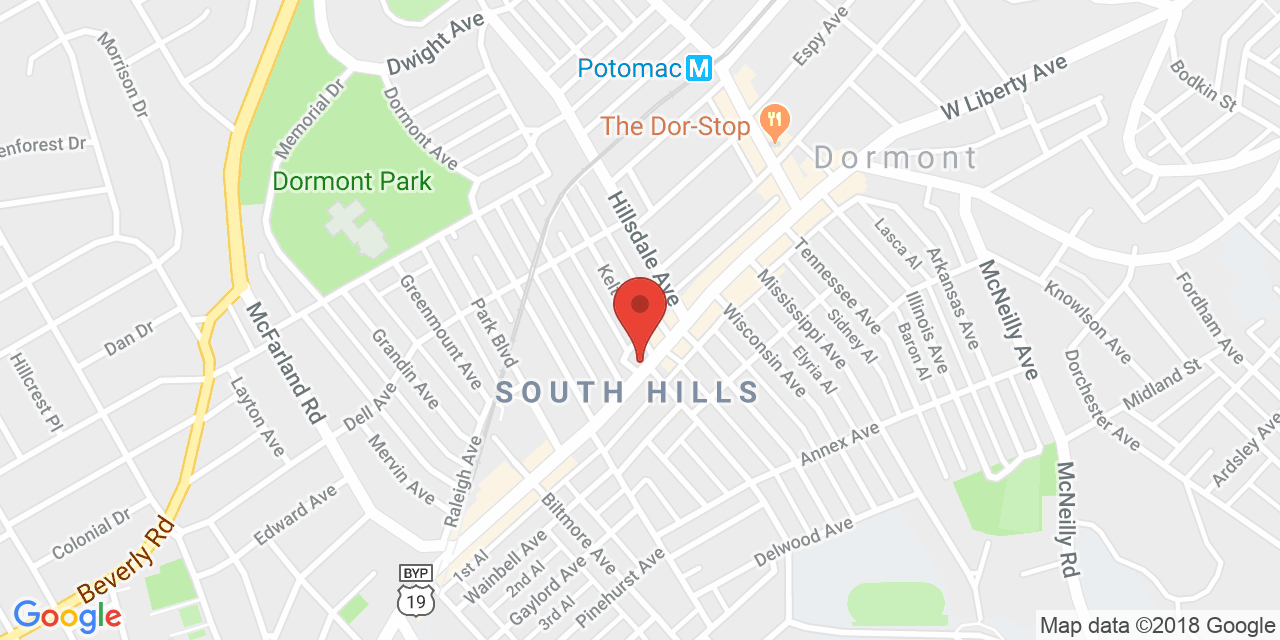 Dwight Ave
Espy Ave
Morrison Dr
Potomac M
W Liberty Ave
Bodkin St
Memorial Dr
Dormont Ave
The Dor-Stop
enforest Dr
Dormont
Dormont Park
Hillsdale Ave
Lasca Al
Tennessee Ave
Arkansas Ave
Kel
McNeilly Ave
Mississippi Ave
Greenmount Ave
Knowlson Ave
Fordham Ave
Illinois Ave
Park Blvd
McFarland Rd
Wisconsin Ave
Sidney Al
Baron Al
Dan Dr
Grandin Ave
Elyria Al
Dorchester Ave
Midland St
Hillcrest Pl
Layton Ave
Dell Ave
SOUTH HILLS
Mervin Ave
Annex Ave
Ardsley Ave
Raleigh Ave
McNeilly Rd
Edward Ave
Colonial Dr
Biltmore Ave
Delwood Ave
Beverly Rd
1st Al
Wainbell Ave
2nd Al
Gaylord Ave
3rd Al
Pinehurst Ave
BYP
US
19
Google
Map data ©2018 Google